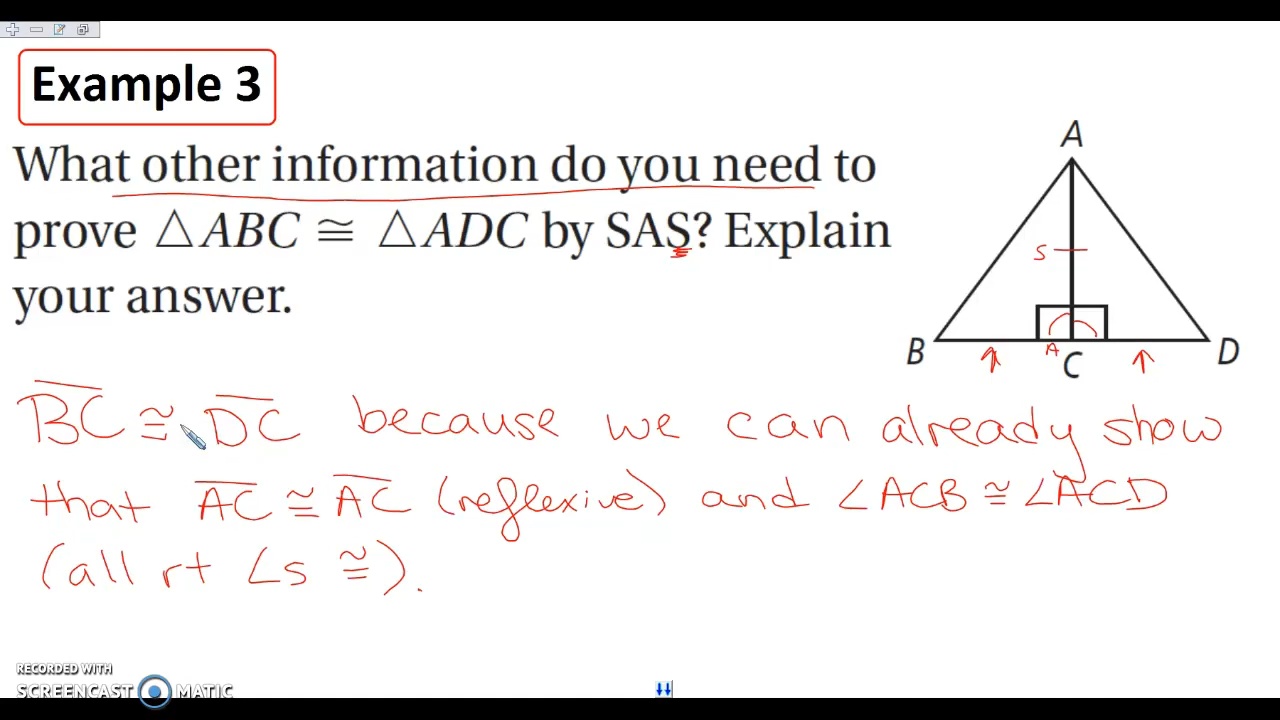 Example 3
What other information do you need to
prove △ABC ≅ △ADC by SAS? Explain
your answer.
A
S
B
A
C
D
BC ≅ DC because we can already show
that AC ≅ AC (reflexive) and ∠ACB ≅ ∠ACD
(all rt ∠s ≅).
RECORDED WITH
SCREENCAST MATIC